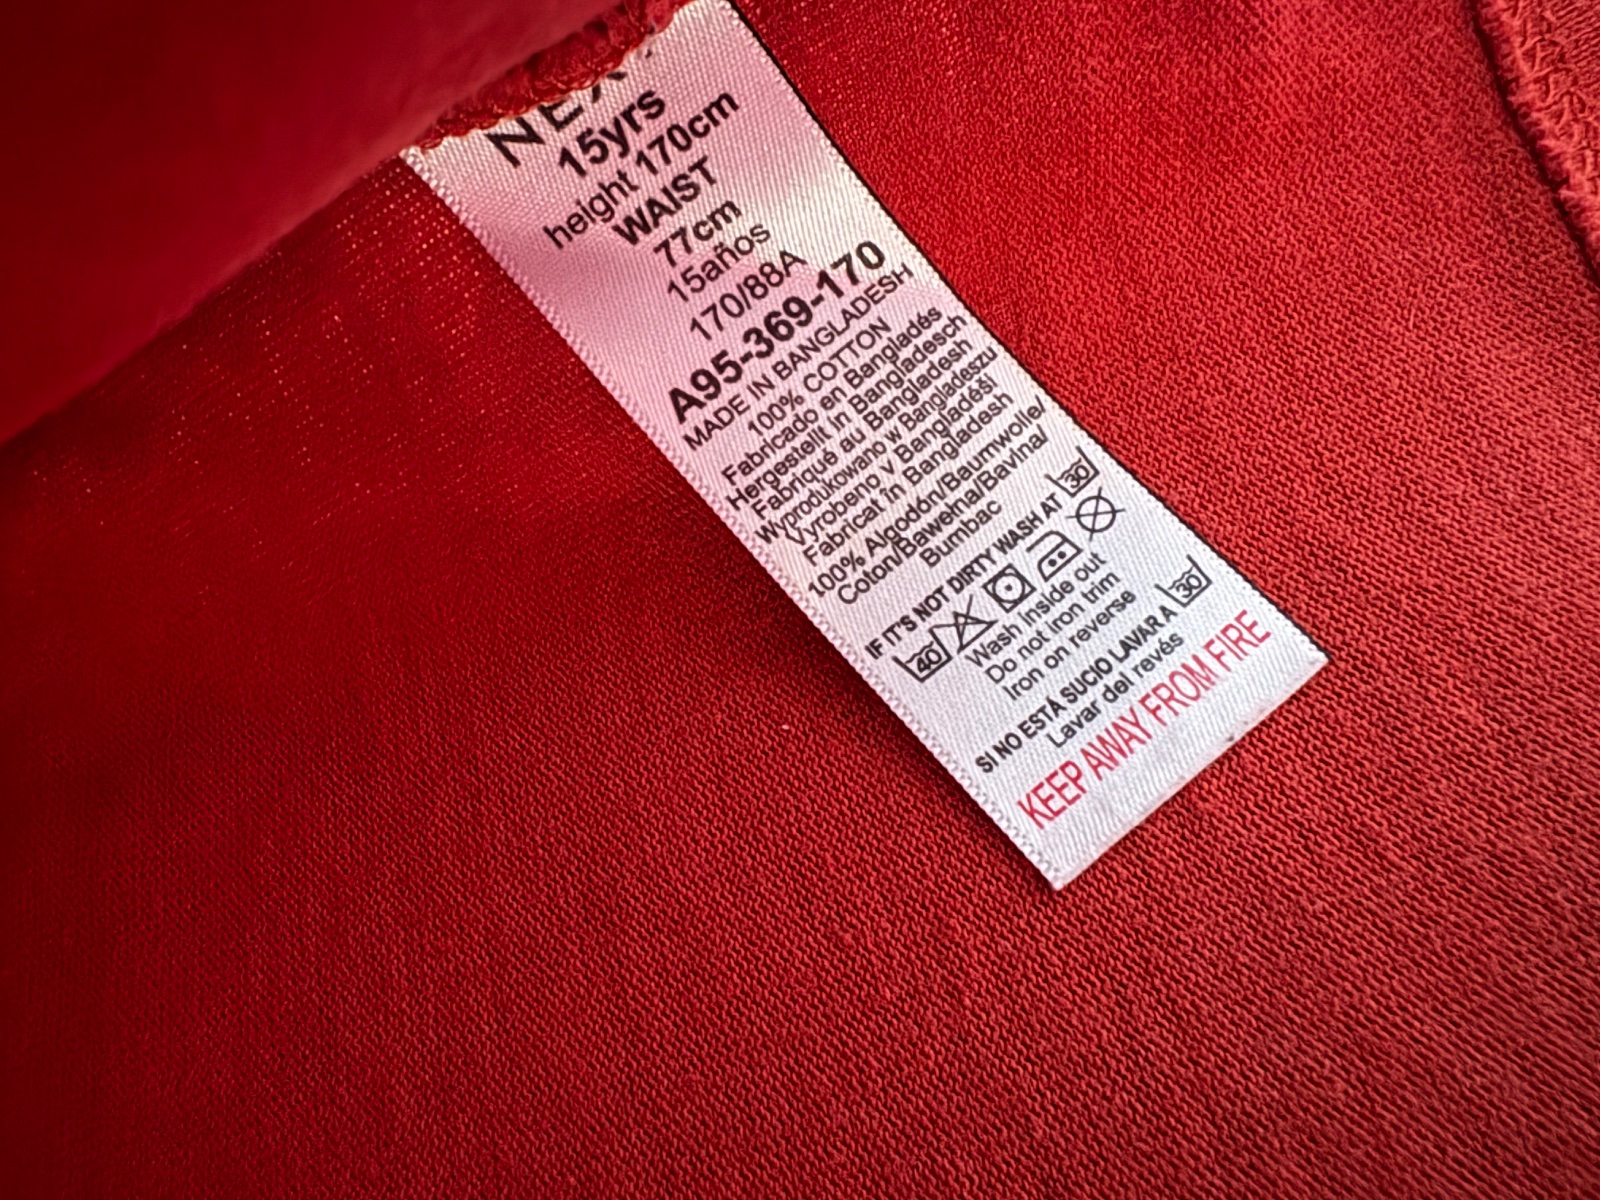 NEXT
15yrs
height 170cm
WAIST
77cm
15años
170/88A
A95-369-170
MADE IN BANGLADESH
100% COTTON
Fabricado en Bangladés
Hergestellt in Bangladesch
Fabriqué au Bangladesh
Wyprodukowano w Bangladeszu
Vyrobeno v Bangladéši
Fabricat în Bangladesh
100% Algodón/Baumwolle/
Coton/Bawełna/Bavlna/
Bumbac
IF IT'S NOT DIRTY WASH AT 30
40
Wash inside out
Do not iron trim
Iron on reverse
SI NO ESTÁ SUCIO LAVAR A 30
Lavar del revés
KEEP AWAY FROM FIRE